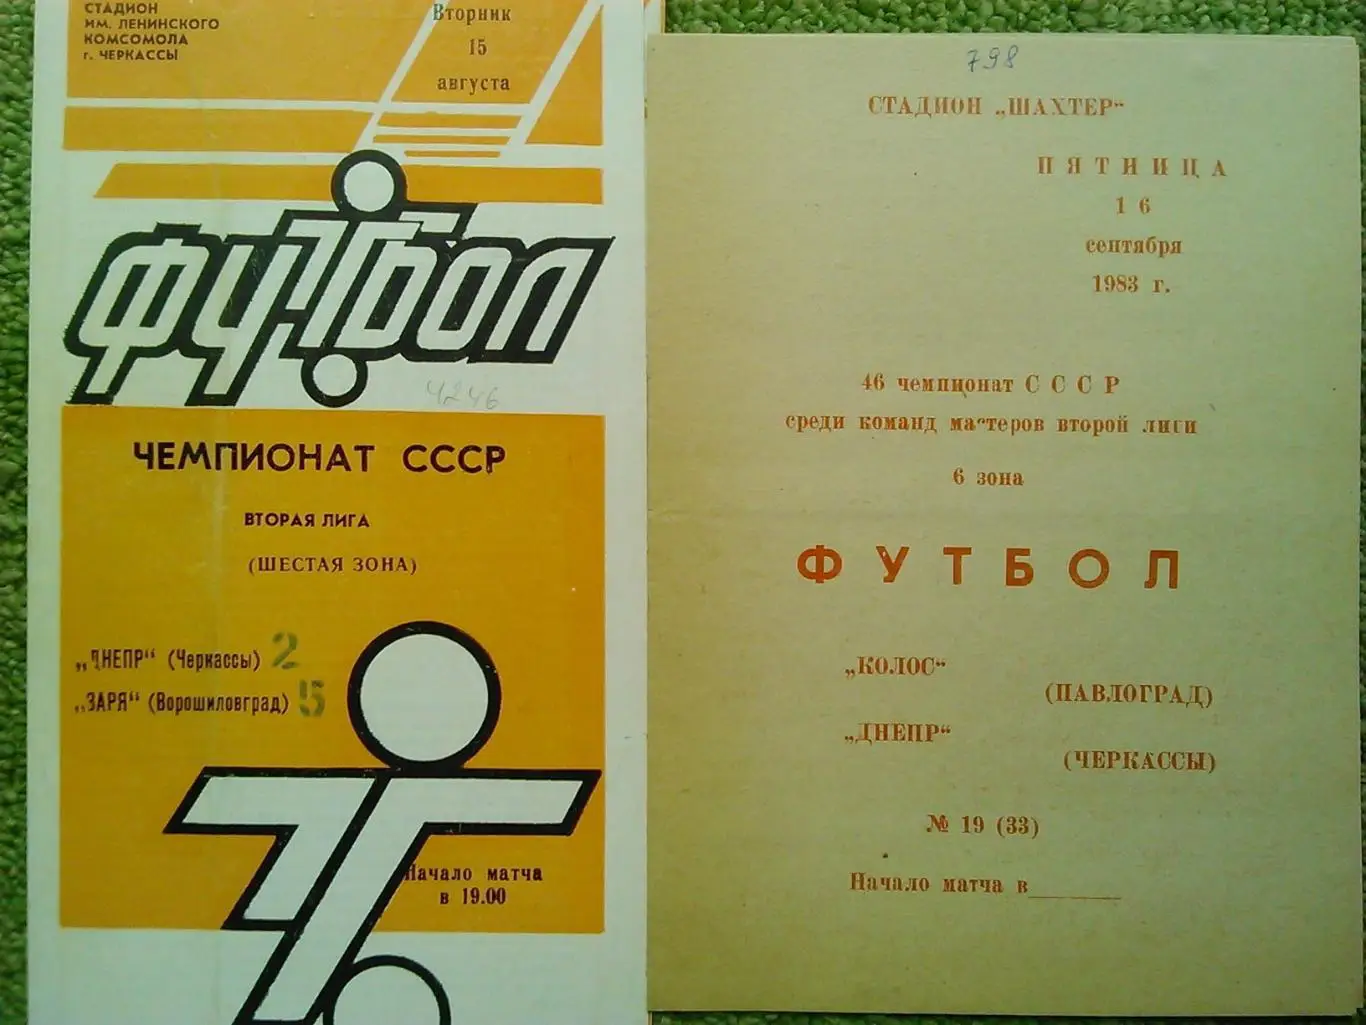 СТАДИОН
ИМ. ЛЕНИНСКОГО
КОМСОМОЛА
г. ЧЕРКАССЫ
Вторник
15
августа
ФУТБОЛ
4246
ЧЕМПИОНАТ СССР
ВТОРАЯ ЛИГА
(ШЕСТАЯ ЗОНА)
„ДНЕПР“ (Черкассы) 2
„ЗАРЯ“ (Ворошиловград) 5
Начало матча
в 19.00
798
СТАДИОН „ШАХТЕР“
ПЯТНИЦА
16
сентября
1983 г.
46 чемпионат СССР
среди команд мастеров второй лиги
6 зона
ФУТБОЛ
„КОЛОС“
(ПАВЛОГРАД)
„ДНЕПР“
(ЧЕРКАССЫ)
№ 19 (33)
Начало матча в